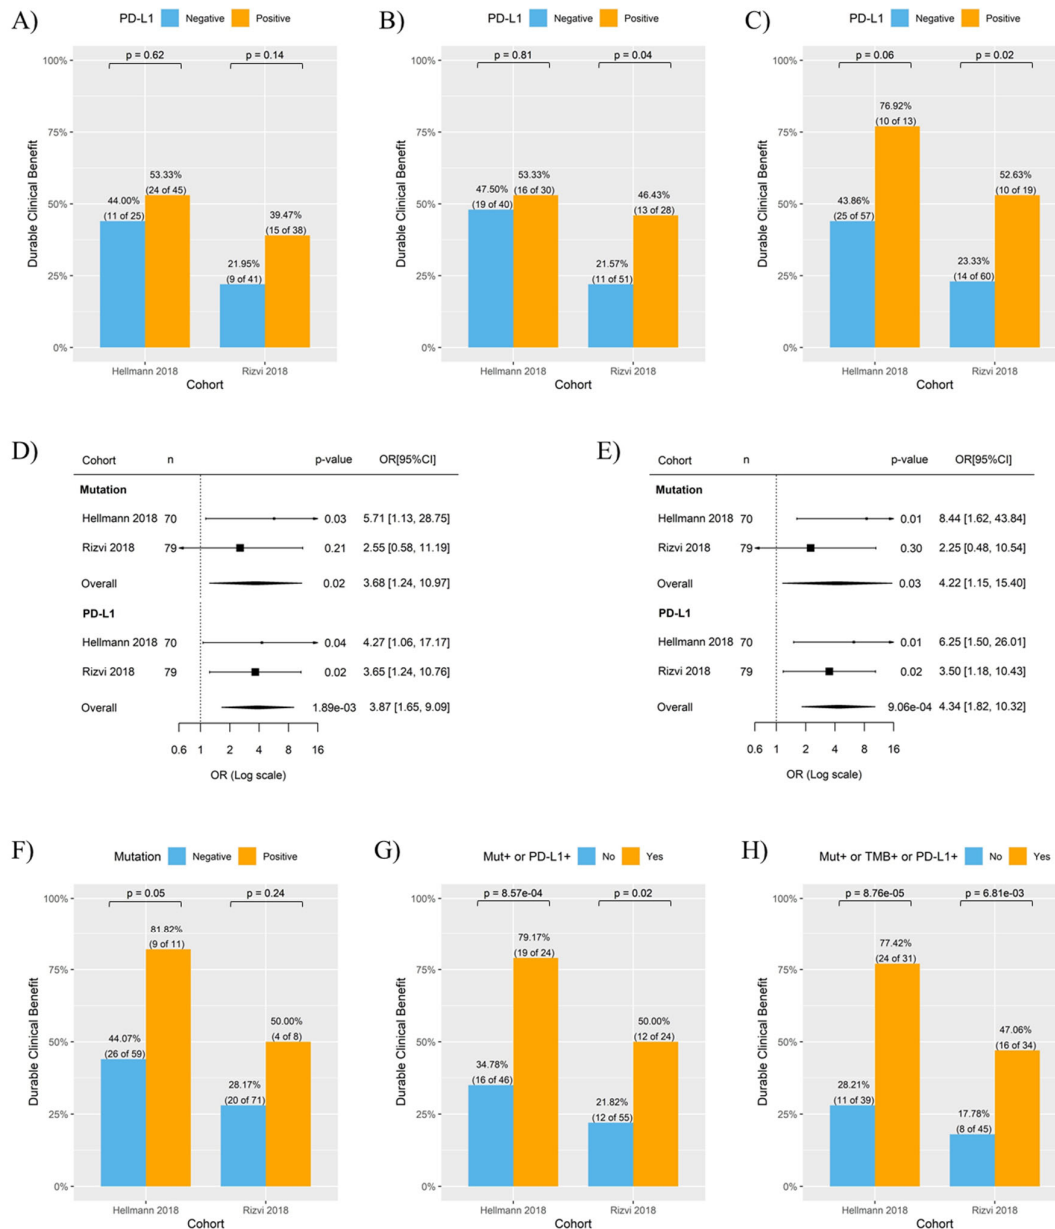 A)
PD-L1 Negative Positive
p = 0.62 p = 0.14
100%
75%
50%
25%
0%
Durable Clinical Benefit
44.00%
(11 of 25)
53.33%
(24 of 45)
21.95%
(9 of 41)
39.47%
(15 of 38)
Hellmann 2018 Rizvi 2018
Cohort
B)
PD-L1 Negative Positive
p = 0.81 p = 0.04
100%
75%
50%
25%
0%
Durable Clinical Benefit
47.50%
(19 of 40)
53.33%
(16 of 30)
21.57%
(11 of 51)
46.43%
(13 of 28)
Hellmann 2018 Rizvi 2018
Cohort
C)
PD-L1 Negative Positive
p = 0.06 p = 0.02
100%
75%
50%
25%
0%
Durable Clinical Benefit
43.86%
(25 of 57)
76.92%
(10 of 13)
23.33%
(14 of 60)
52.63%
(10 of 19)
Hellmann 2018 Rizvi 2018
Cohort
D)
Cohort n p-value OR[95%CI]
Mutation
Hellmann 2018 70 0.03 5.71 [1.13, 28.75]
Rizvi 2018 79 0.21 2.55 [0.58, 11.19]
Overall 0.02 3.68 [1.24, 10.97]
PD-L1
Hellmann 2018 70 0.04 4.27 [1.06, 17.17]
Rizvi 2018 79 0.02 3.65 [1.24, 10.76]
Overall 1.89e-03 3.87 [1.65, 9.09]
0.6 1 2 4 8 16
OR (Log scale)
E)
Cohort n p-value OR[95%CI]
Mutation
Hellmann 2018 70 0.01 8.44 [1.62, 43.84]
Rizvi 2018 79 0.30 2.25 [0.48, 10.54]
Overall 0.03 4.22 [1.15, 15.40]
PD-L1
Hellmann 2018 70 0.01 6.25 [1.50, 26.01]
Rizvi 2018 79 0.02 3.50 [1.18, 10.43]
Overall 9.06e-04 4.34 [1.82, 10.32]
0.6 1 2 4 8 16
OR (Log scale)
F)
Mutation Negative Positive
p = 0.05 p = 0.24
100%
75%
50%
25%
0%
Durable Clinical Benefit
44.07%
(26 of 59)
81.82%
(9 of 11)
28.17%
(20 of 71)
50.00%
(4 of 8)
Hellmann 2018 Rizvi 2018
Cohort
G)
Mut+ or PD-L1+ No Yes
p = 8.57e-04 p = 0.02
100%
75%
50%
25%
0%
Durable Clinical Benefit
34.78%
(16 of 46)
79.17%
(19 of 24)
21.82%
(12 of 55)
50.00%
(12 of 24)
Hellmann 2018 Rizvi 2018
Cohort
H)
Mut+ or TMB+ or PD-L1+ No Yes
p = 8.76e-05 p = 6.81e-03
100%
75%
50%
25%
0%
Durable Clinical Benefit
28.21%
(11 of 39)
77.42%
(24 of 31)
17.78%
(8 of 45)
47.06%
(16 of 34)
Hellmann 2018 Rizvi 2018
Cohort